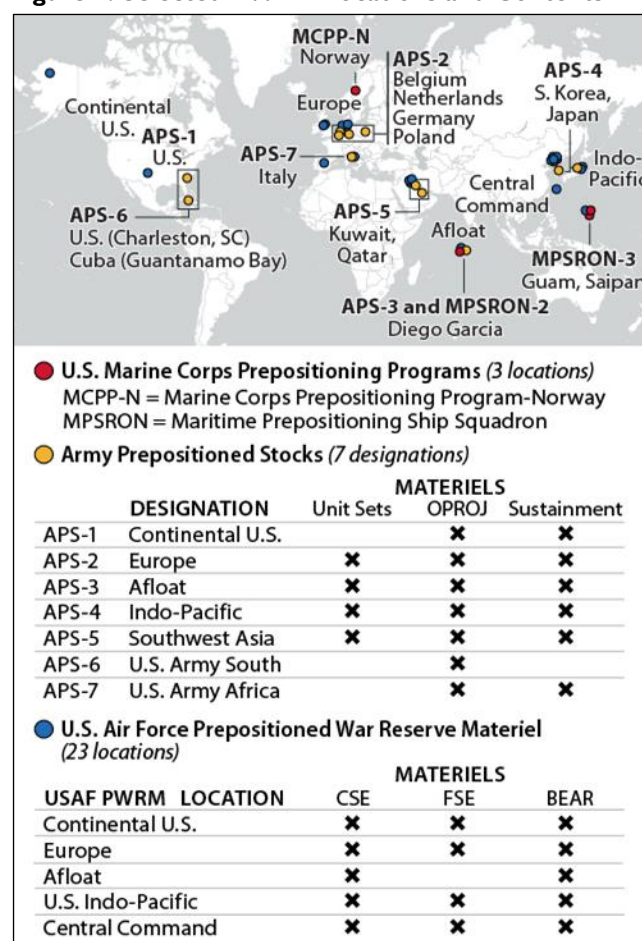 MCPP-N
Norway
APS-2
Belgium
Netherlands
Germany
Poland
APS-4
S. Korea,
Japan
Continental
U.S.
APS-1
U.S.
Europe
APS-7
Italy
Indo-
Pacific
Central
Command
APS-6
U.S. (Charleston, SC)
Cuba (Guantanamo Bay)
APS-5
Kuwait,
Qatar
Afloat
MPSRON-3
Guam, Saipan
APS-3 and MPSRON-2
Diego Garcia
U.S. Marine Corps Prepositioning Programs (3 locations)
MCPP-N = Marine Corps Prepositioning Program-Norway
MPSRON = Maritime Prepositioning Ship Squadron
Army Prepositioned Stocks (7 designations)
MATERIELS
DESIGNATION Unit Sets OPROJ Sustainment
APS-1 Continental U.S. ✖ ✖
APS-2 Europe ✖ ✖ ✖
APS-3 Afloat ✖ ✖ ✖
APS-4 Indo-Pacific ✖ ✖ ✖
APS-5 Southwest Asia ✖ ✖ ✖
APS-6 U.S. Army South ✖
APS-7 U.S. Army Africa ✖ ✖
U.S. Air Force Prepositioned War Reserve Materiel
(23 locations)
MATERIELS
USAF PWRM LOCATION CSE FSE BEAR
Continental U.S. ✖ ✖ ✖
Europe ✖ ✖ ✖
Afloat ✖ ✖
U.S. Indo-Pacific ✖ ✖ ✖
Central Command ✖ ✖ ✖